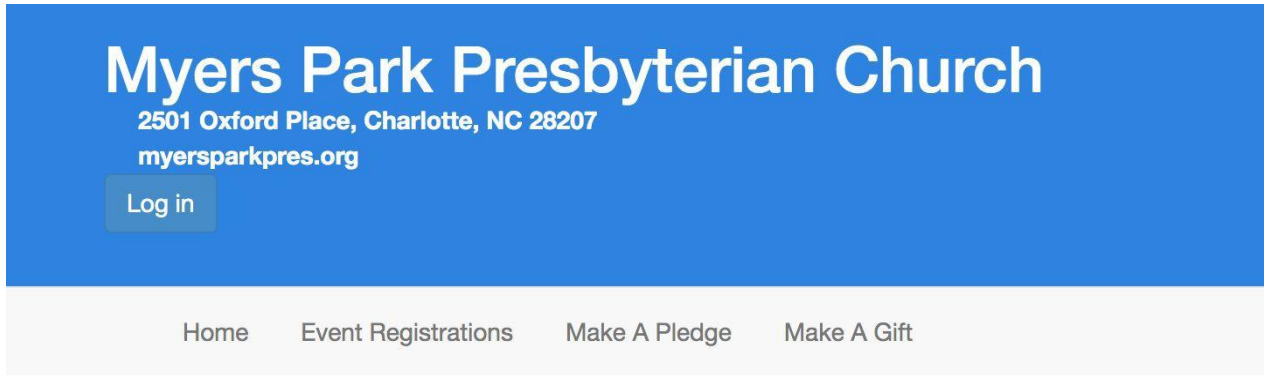 Myers Park Presbyterian Church
2501 Oxford Place, Charlotte, NC 28207
myersparkpres.org
Log in
Home Event Registrations Make A Pledge Make A Gift